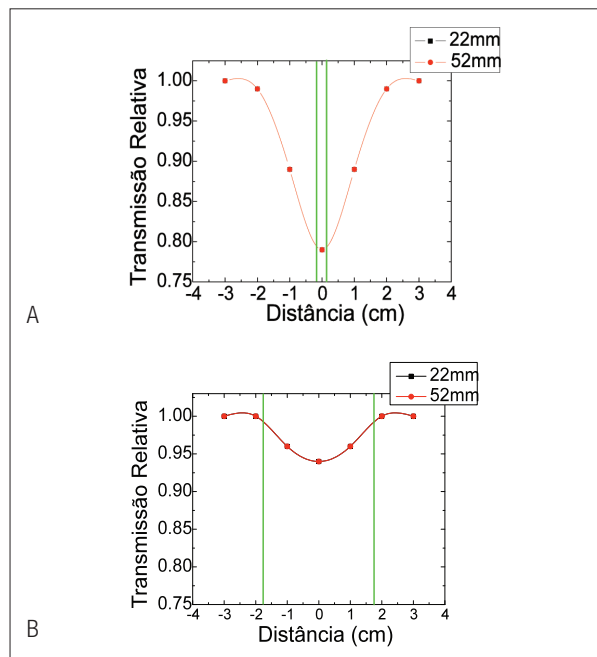 22mm
52mm
Transmissão Relativa
1.00
0.95
0.90
0.85
0.80
0.75
-4 -3 -2 -1 0 1 2 3 4
Distância (cm)
A
22mm
52mm
Transmissão Relativa
1.00
0.95
0.90
0.85
0.80
0.75
-4 -3 -2 -1 0 1 2 3 4
Distância (cm)
B